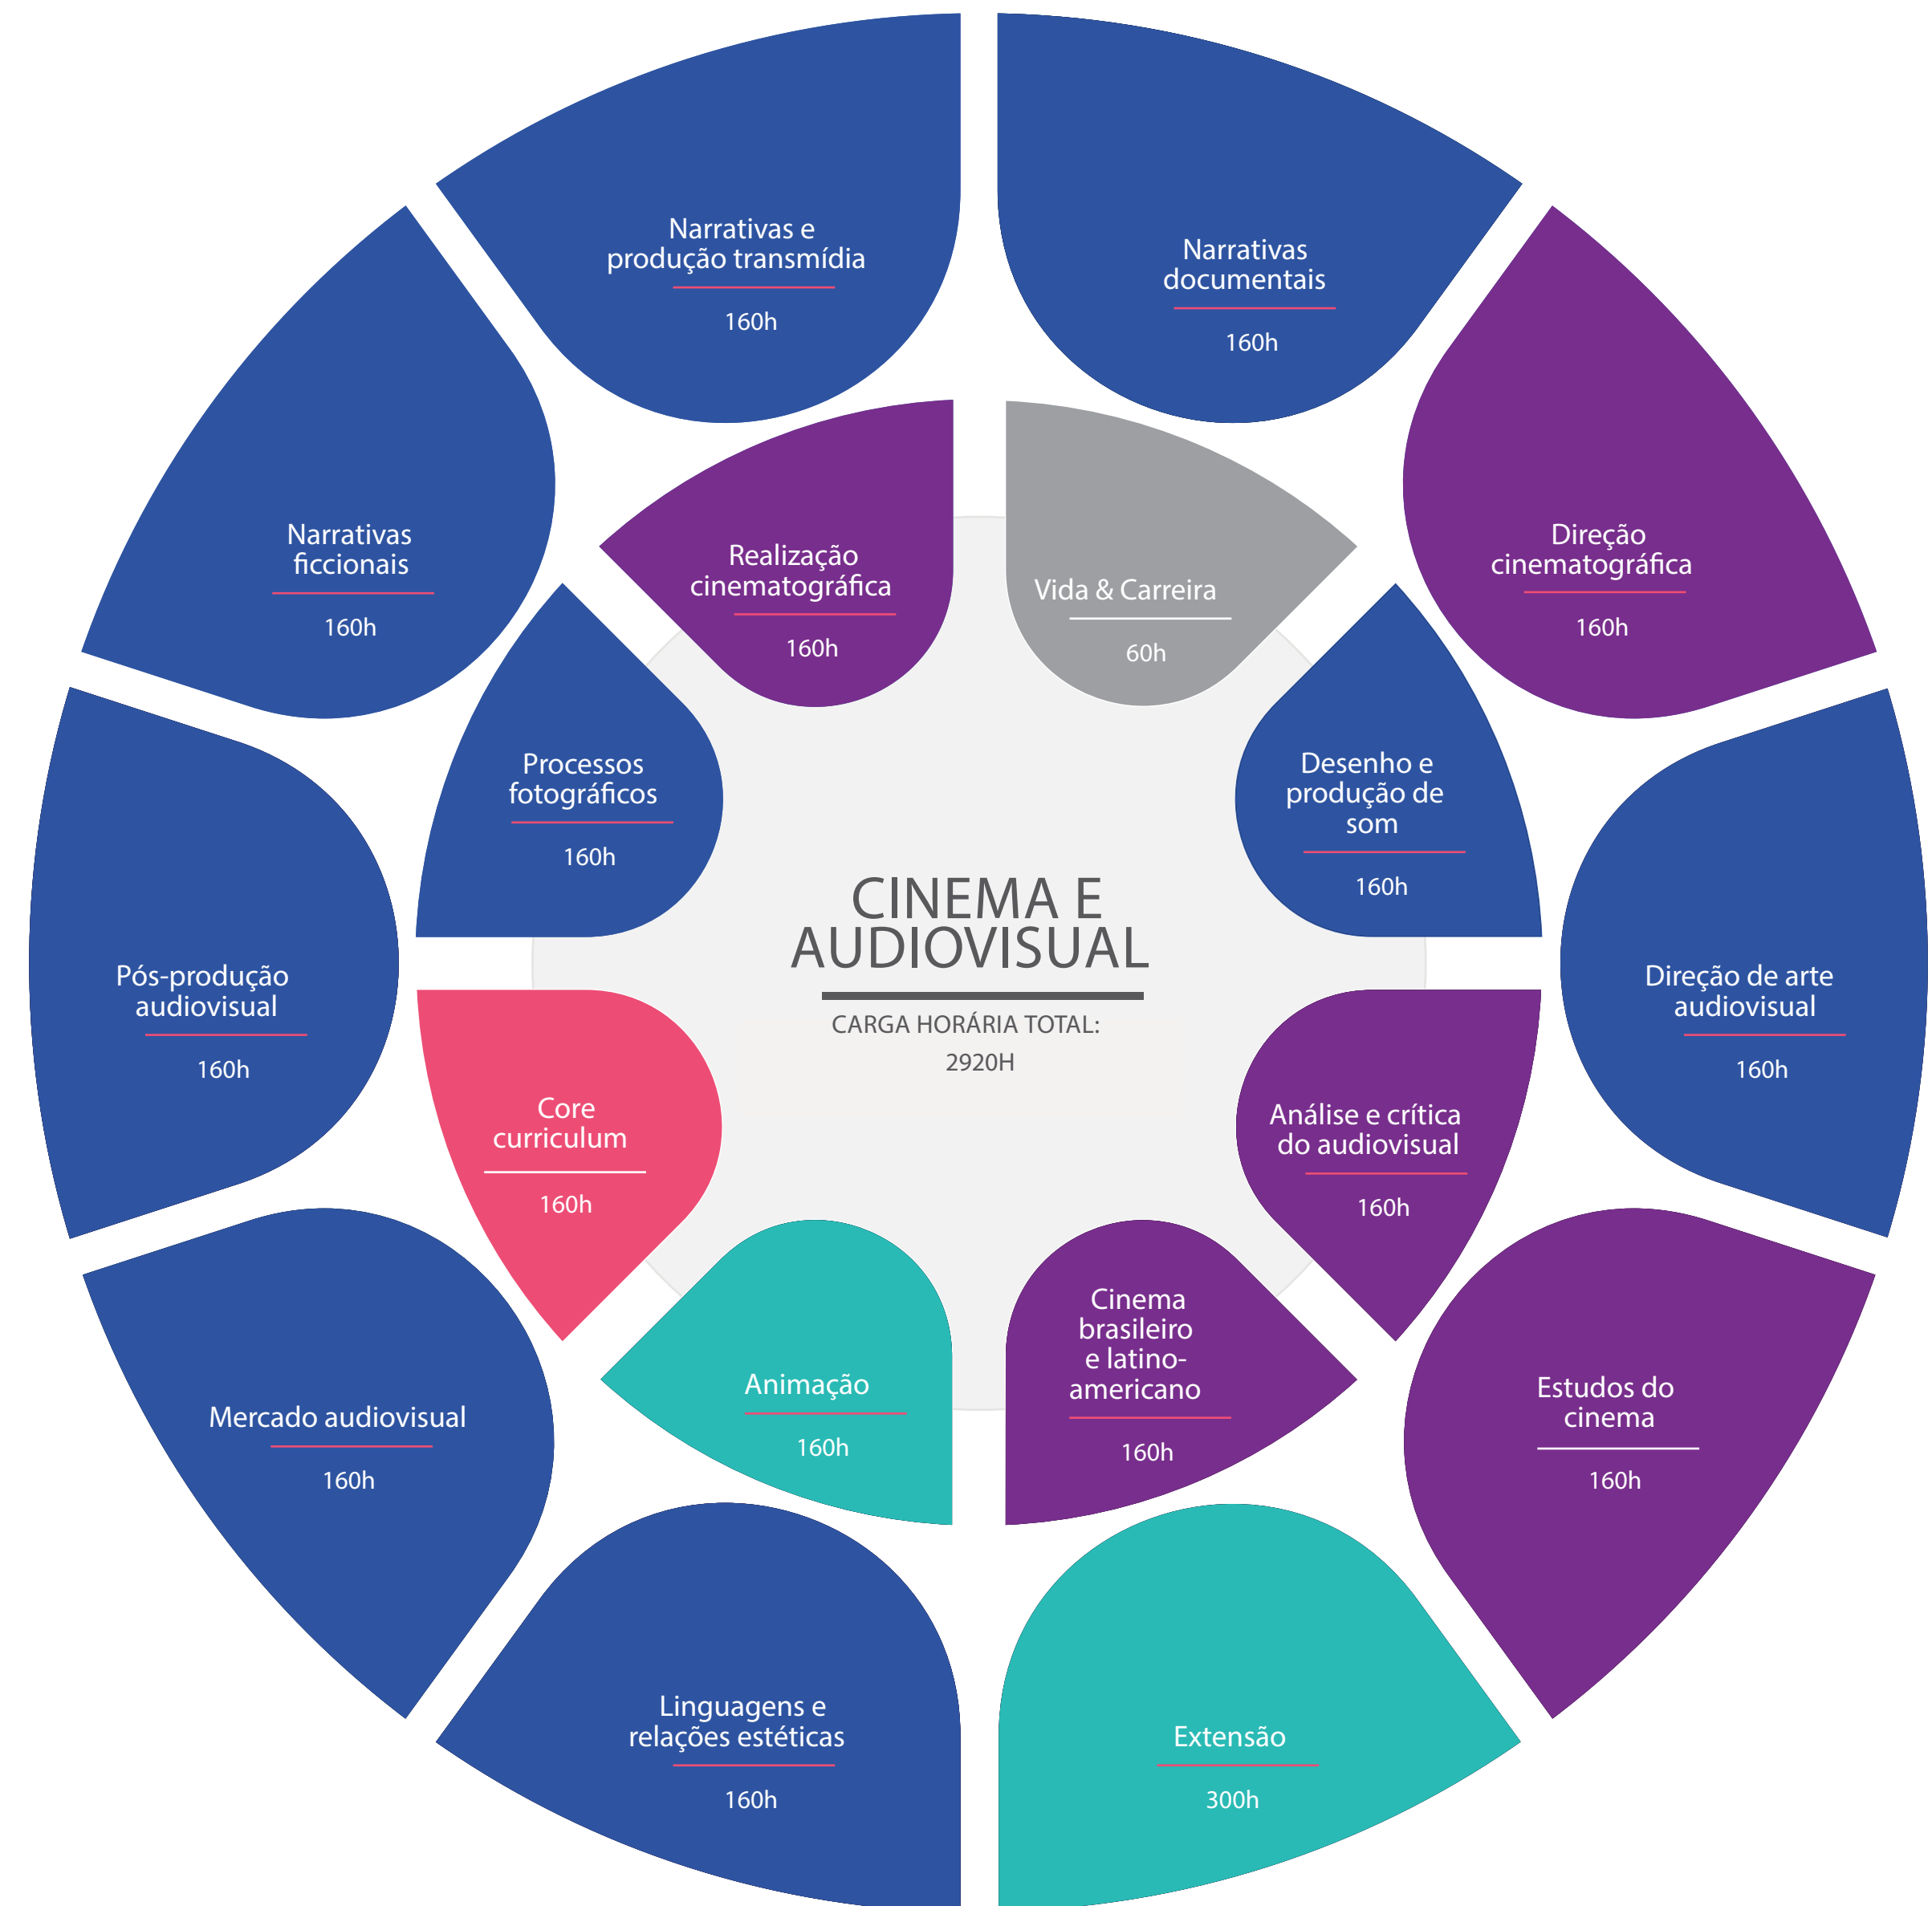 Narrativas e
produção transmídia
160h
Narrativas
documentais
160h
Narrativas
ficcionais
160h
Realização
cinematográfica
160h
Vida & Carreira
60h
Direção
cinematográfica
160h
Processos
fotográficos
160h
Desenho e
produção de
som
160h
CINEMA E
AUDIOVISUAL
CARGA HORÁRIA TOTAL:
2920H
Pós-produção
audiovisual
160h
Direção de arte
audiovisual
160h
Core
curriculum
160h
Análise e crítica
do audiovisual
160h
Animação
160h
Cinema
brasileiro
e latino-
americano
160h
Mercado audiovisual
160h
Estudos do
cinema
160h
Linguagens e
relações estéticas
160h
Extensão
300h